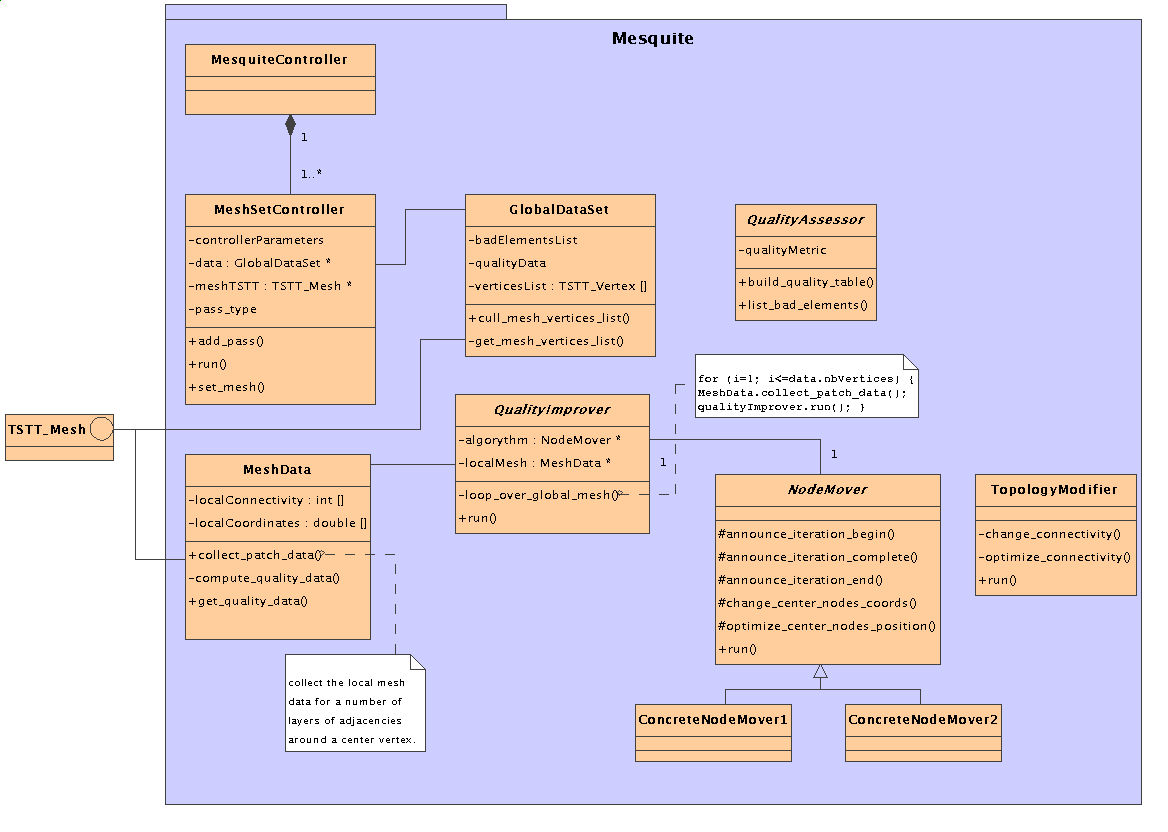 Mesquite
MesquiteController
1
1..*
MeshSetController
-controllerParameters
-data : GlobalDataSet *
-meshTSTT : TSTT_Mesh *
-pass_type
+add_pass()
+run()
+set_mesh()
GlobalDataSet
-badElementsList
-qualityData
-verticesList : TSTT_Vertex []
+cull_mesh_vertices_list()
-get_mesh_vertices_list()
QualityAssessor
-qualityMetric
+build_quality_table()
+list_bad_elements()
for (i=1; i<=data.nbVertices) {
MeshData.collect_patch_data();
qualityImprover.run(); }
TSTT_Mesh
QualityImprover
-algorythm : NodeMover *
-localMesh : MeshData *
-loop_over_global_mesh()
+run()
1
1
MeshData
-localConnectivity : int []
-localCoordinates : double []
+collect_patch_data()
-compute_quality_data()
+get_quality_data()
NodeMover
#announce_iteration_begin()
#announce_iteration_complete()
#announce_iteration_end()
#change_center_nodes_coords()
#optimize_center_nodes_position()
+run()
TopologyModifier
-change_connectivity()
-optimize_connectivity()
+run()
collect the local mesh
data for a number of
layers of adjacencies
around a center vertex.
ConcreteNodeMover1
ConcreteNodeMover2